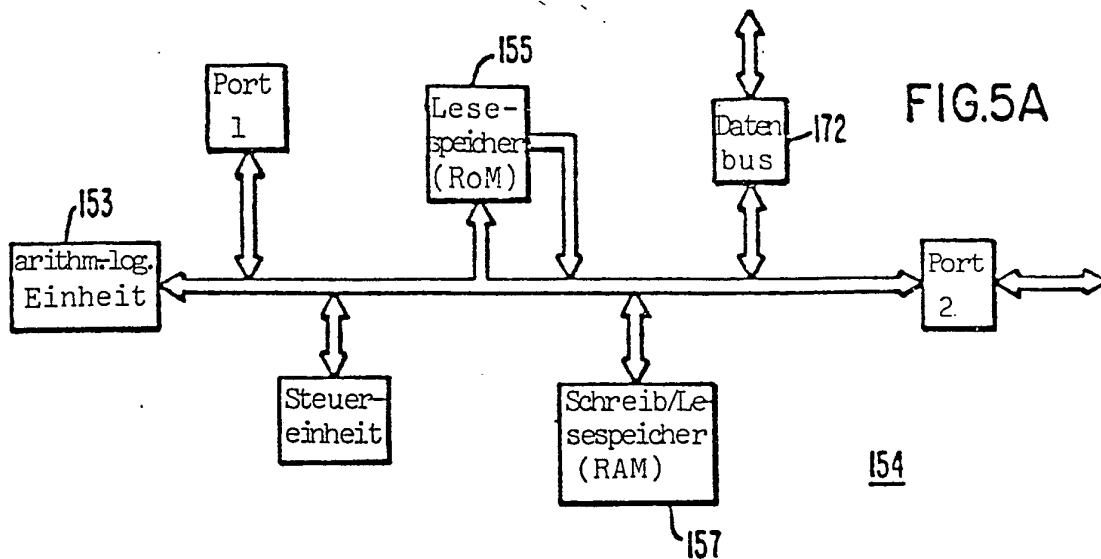 155
Port
1
Lese-
speicher
(RoM)
Daten
bus
172
FIG.5A
153
arithm.-log.
Einheit
Port
2.
Steuer-
einheit
Schreib/Le-
sespeicher
(RAM)
154
157